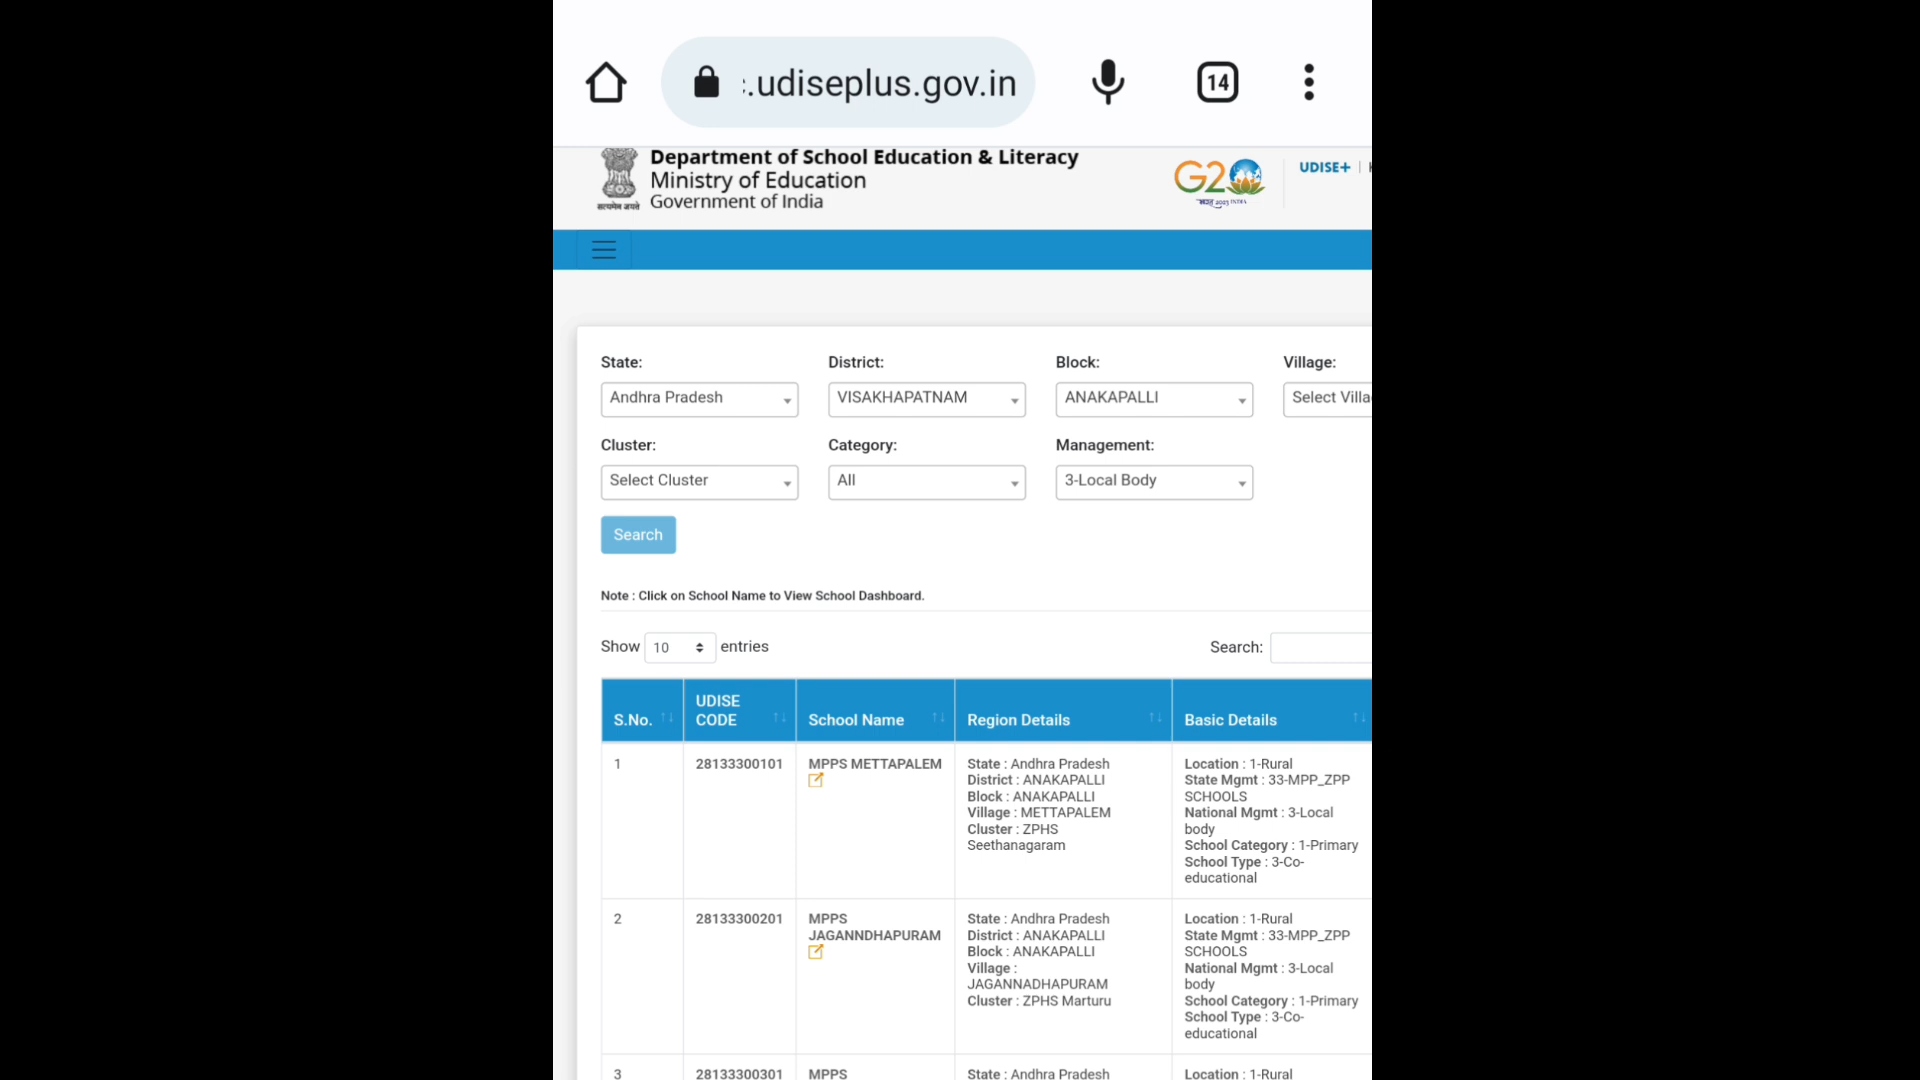 .udiseplus.gov.in
14
Department of School Education & Literacy
Ministry of Education
Government of India
सत्यमेव जयते
G20
भारत 2023 INDIA
UDISE+ |
State:
District:
Block:
Village:
Andhra Pradesh
VISAKHAPATNAM
ANAKAPALLI
Select Villa
Cluster:
Category:
Management:
Select Cluster
All
3-Local Body
Search
Note : Click on School Name to View School Dashboard.
Show 10 entries
Search:
S.No.
UDISE
CODE
School Name
Region Details
Basic Details
1
28133300101
MPPS METTAPALEM
State : Andhra Pradesh
District : ANAKAPALLI
Block : ANAKAPALLI
Village : METTAPALEM
Cluster : ZPHS
Seethanagaram
Location : 1-Rural
State Mgmt : 33-MPP_ZPP
SCHOOLS
National Mgmt : 3-Local
body
School Category : 1-Primary
School Type : 3-Co-
educational
2
28133300201
MPPS
JAGANNDHAPURAM
State : Andhra Pradesh
District : ANAKAPALLI
Block : ANAKAPALLI
Village :
JAGANNADHAPURAM
Cluster : ZPHS Marturu
Location : 1-Rural
State Mgmt : 33-MPP_ZPP
SCHOOLS
National Mgmt : 3-Local
body
School Category : 1-Primary
School Type : 3-Co-
educational
3
28133300301
MPPS
State : Andhra Pradesh
Location : 1-Rural